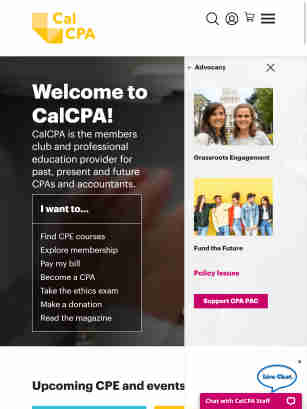 Cal
CPA
← Advocacy
Welcome to
CalCPA!
CalCPA is the members
club and professional
education provider for
past, present and future
CPAs and accountants.
I want to...
Find CPE courses
Explore membership
Pay my bill
Become a CPA
Take the ethics exam
Make a donation
Read the magazine
Grassroots Engagement
Fund the Future
Policy Issues
Support CPA PAC
Upcoming CPE and events
Live Chat
Chat with CalCPA Staff